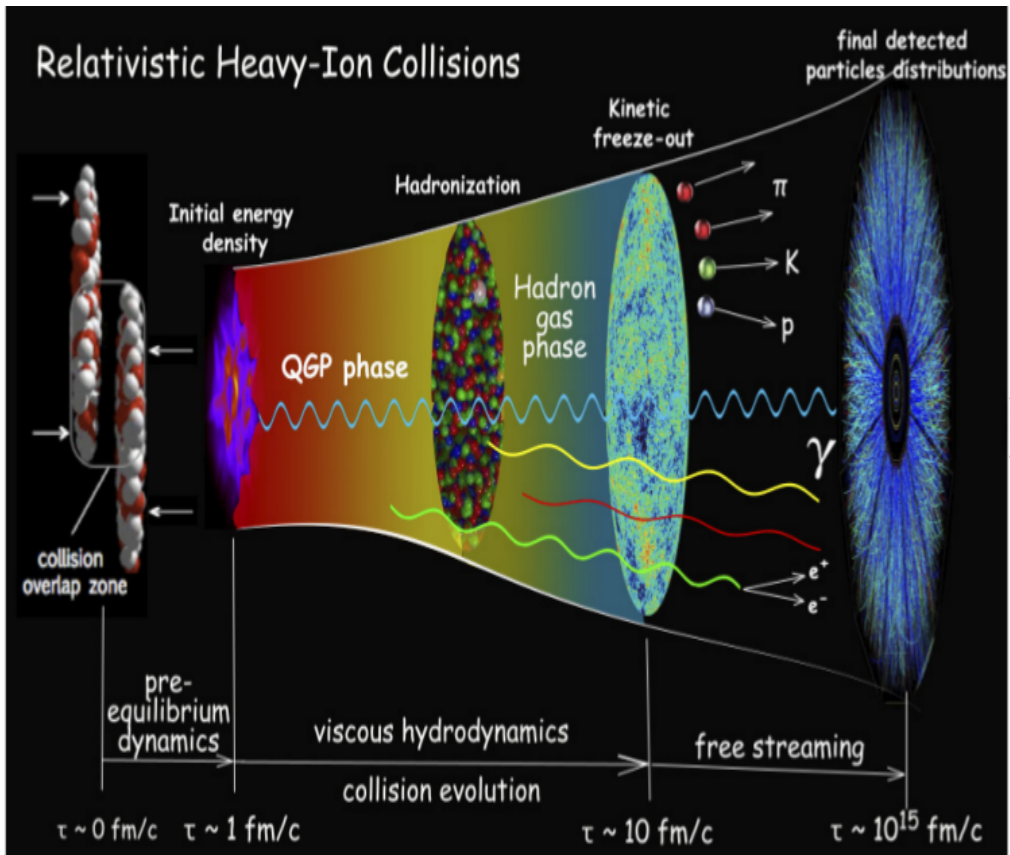 Relativistic Heavy-Ion Collisions
final detected
particles distributions
Kinetic
freeze-out
Hadronization
Initial energy
density
π
K
p
QGP phase
Hadron
gas
phase
γ
collision
overlap zone
e⁺
e⁻
pre-
equilibrium
dynamics
viscous hydrodynamics
free streaming
collision evolution
τ ~ 0 fm/c
τ ~ 1 fm/c
τ ~ 10 fm/c
τ ~ 10¹⁵ fm/c